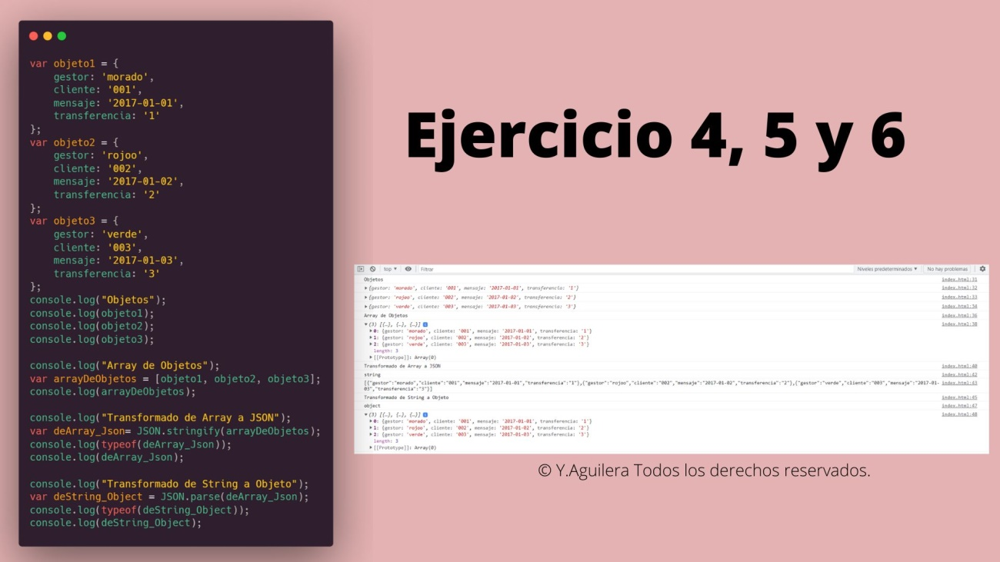 var objeto1 = {
    gestor: 'morado',
    cliente: '001',
    mensaje: '2017-01-01',
    transferencia: '1'
};
var objeto2 = {
    gestor: 'rojoo',
    cliente: '002',
    mensaje: '2017-01-02',
    transferencia: '2'
};
var objeto3 = {
    gestor: 'verde',
    cliente: '003',
    mensaje: '2017-01-03',
    transferencia: '3'
};
console.log("Objetos");
console.log(objeto1);
console.log(objeto2);
console.log(objeto3);

console.log("Array de Objetos");
var arrayDeObjetos = [objeto1, objeto2, objeto3];
console.log(arrayDeObjetos);

console.log("Transformado de Array a JSON");
var deArray_Json= JSON.stringify(arrayDeObjetos);
console.log(typeof(deArray_Json));
console.log(deArray_Json);

console.log("Transformado de String a Objeto");
var deString_Object = JSON.parse(deArray_Json);
console.log(typeof(deString_Object));
console.log(deString_Object);
Ejercicio 4, 5 y 6
top Filtrar Niveles predeterminados No hay problemas
Objetos index.html:31
{gestor: 'morado', cliente: '001', mensaje: '2017-01-01', transferencia: '1'} index.html:32
{gestor: 'rojoo', cliente: '002', mensaje: '2017-01-02', transferencia: '2'} index.html:33
{gestor: 'verde', cliente: '003', mensaje: '2017-01-03', transferencia: '3'} index.html:34
Array de Objetos index.html:36
(3) [{…}, {…}, {…}] index.html:38
0: {gestor: 'morado', cliente: '001', mensaje: '2017-01-01', transferencia: '1'}
1: {gestor: 'rojoo', cliente: '002', mensaje: '2017-01-02', transferencia: '2'}
2: {gestor: 'verde', cliente: '003', mensaje: '2017-01-03', transferencia: '3'}
length: 3
[[Prototype]]: Array(0)
Transformado de Array a JSON index.html:40
string index.html:42
[{"gestor":"morado","cliente":"001","mensaje":"2017-01-01","transferencia":"1"},{"gestor":"rojoo","cliente":"002","mensaje":"2017-01-02","transferencia":"2"},{"gestor":"verde","cliente":"003","mensaje":"2017-01- index.html:43
03","transferencia":"3"}]
Transformado de String a Objeto index.html:45
object index.html:47
(3) [{…}, {…}, {…}] index.html:48
0: {gestor: 'morado', cliente: '001', mensaje: '2017-01-01', transferencia: '1'}
1: {gestor: 'rojoo', cliente: '002', mensaje: '2017-01-02', transferencia: '2'}
2: {gestor: 'verde', cliente: '003', mensaje: '2017-01-03', transferencia: '3'}
length: 3
[[Prototype]]: Array(0)
© Y.Aguilera Todos los derechos reservados.